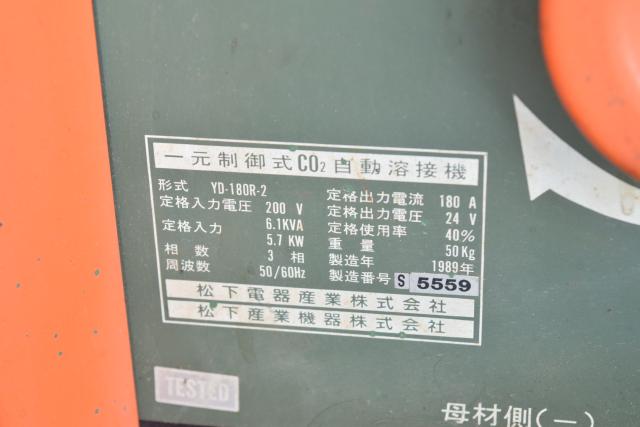 一元制御式CO₂自動溶接機
形式 YD-180R-2
定格入力電圧 200 V
定格入力 6.1KVA
5.7 KW
相数 3 相
周波数 50/60Hz
定格出力電流 180 A
定格出力電圧 24 V
定格使用率 40%
重量 50Kg
製造年 1989年
製造番号 S 5559
松下電器産業株式会社
松下産業機器株式会社
TESTED
母材側(−)